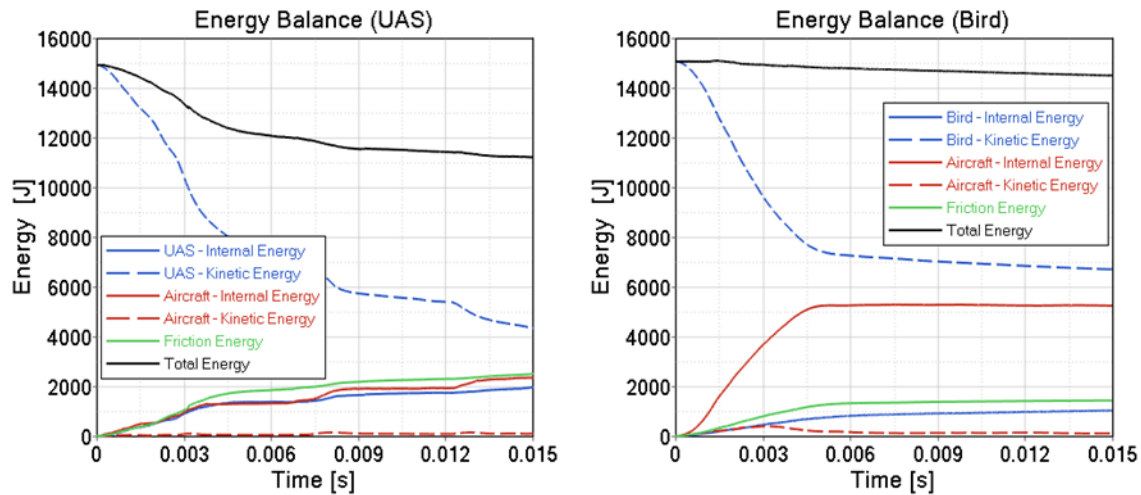 Energy Balance (UAS)
16000
14000
12000
10000
8000
6000
4000
2000
0
Energy [J]
UAS - Internal Energy
UAS - Kinetic Energy
Aircraft - Internal Energy
Aircraft - Kinetic Energy
Friction Energy
Total Energy
0 0.003 0.006 0.009 0.012 0.015
Time [s]
Energy Balance (Bird)
16000
14000
12000
10000
8000
6000
4000
2000
0
Energy [J]
Bird - Internal Energy
Bird - Kinetic Energy
Aircraft - Internal Energy
Aircraft - Kinetic Energy
Friction Energy
Total Energy
0 0.003 0.006 0.009 0.012 0.015
Time [s]